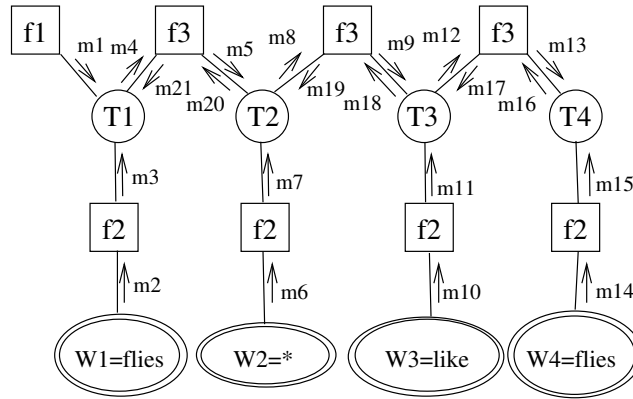 f1 m1 m4 f3 m5 m8 f3 m9 m12 f3 m13
m21 m20 m19 m18 m17 m16
T1 T2 T3 T4
m3 m7 m11 m15
f2 f2 f2 f2
m2 m6 m10 m14
W1=flies W2=* W3=like W4=flies